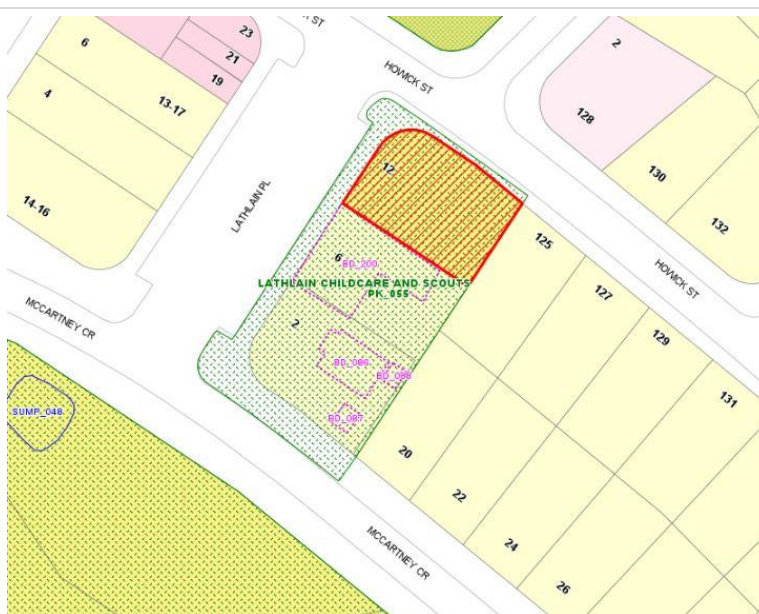 23
21
19
6
13-17
4
14-16
ST
HOWICK ST
2
128
130
132
12
LATHLAIN PL
6
BD_200
LATHLAIN CHILDCARE AND SCOUTS
PK_055
125
127
HOWICK ST
129
131
2
MCCARTNEY CR
BD_086
BD_088
BD_087
SUMP_048
20
22
24
26
MCCARTNEY CR